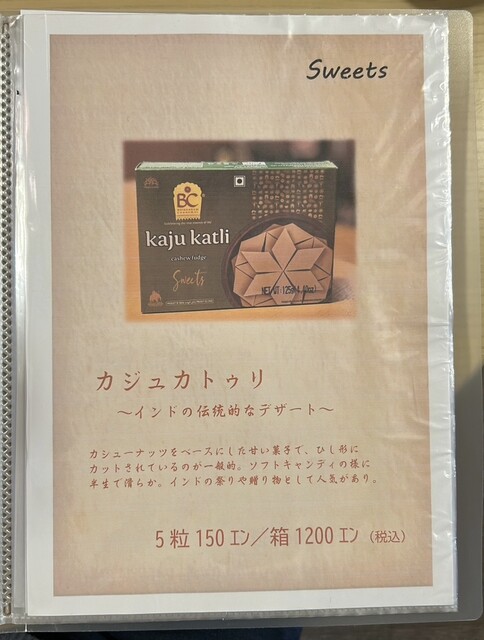 Sweets
BC
kaju katli
cashew fudge
Sweets
NET WT. 125g
カジュカトゥリ
～インドの伝統的なデザート～
カシューナッツをベースにした甘い菓子で、ひし形に
カットされているのが一般的。ソフトキャンディの様に
半生で滑らか。インドの祭りや贈り物として人気があり。
5粒150エン／箱1200エン（税込）